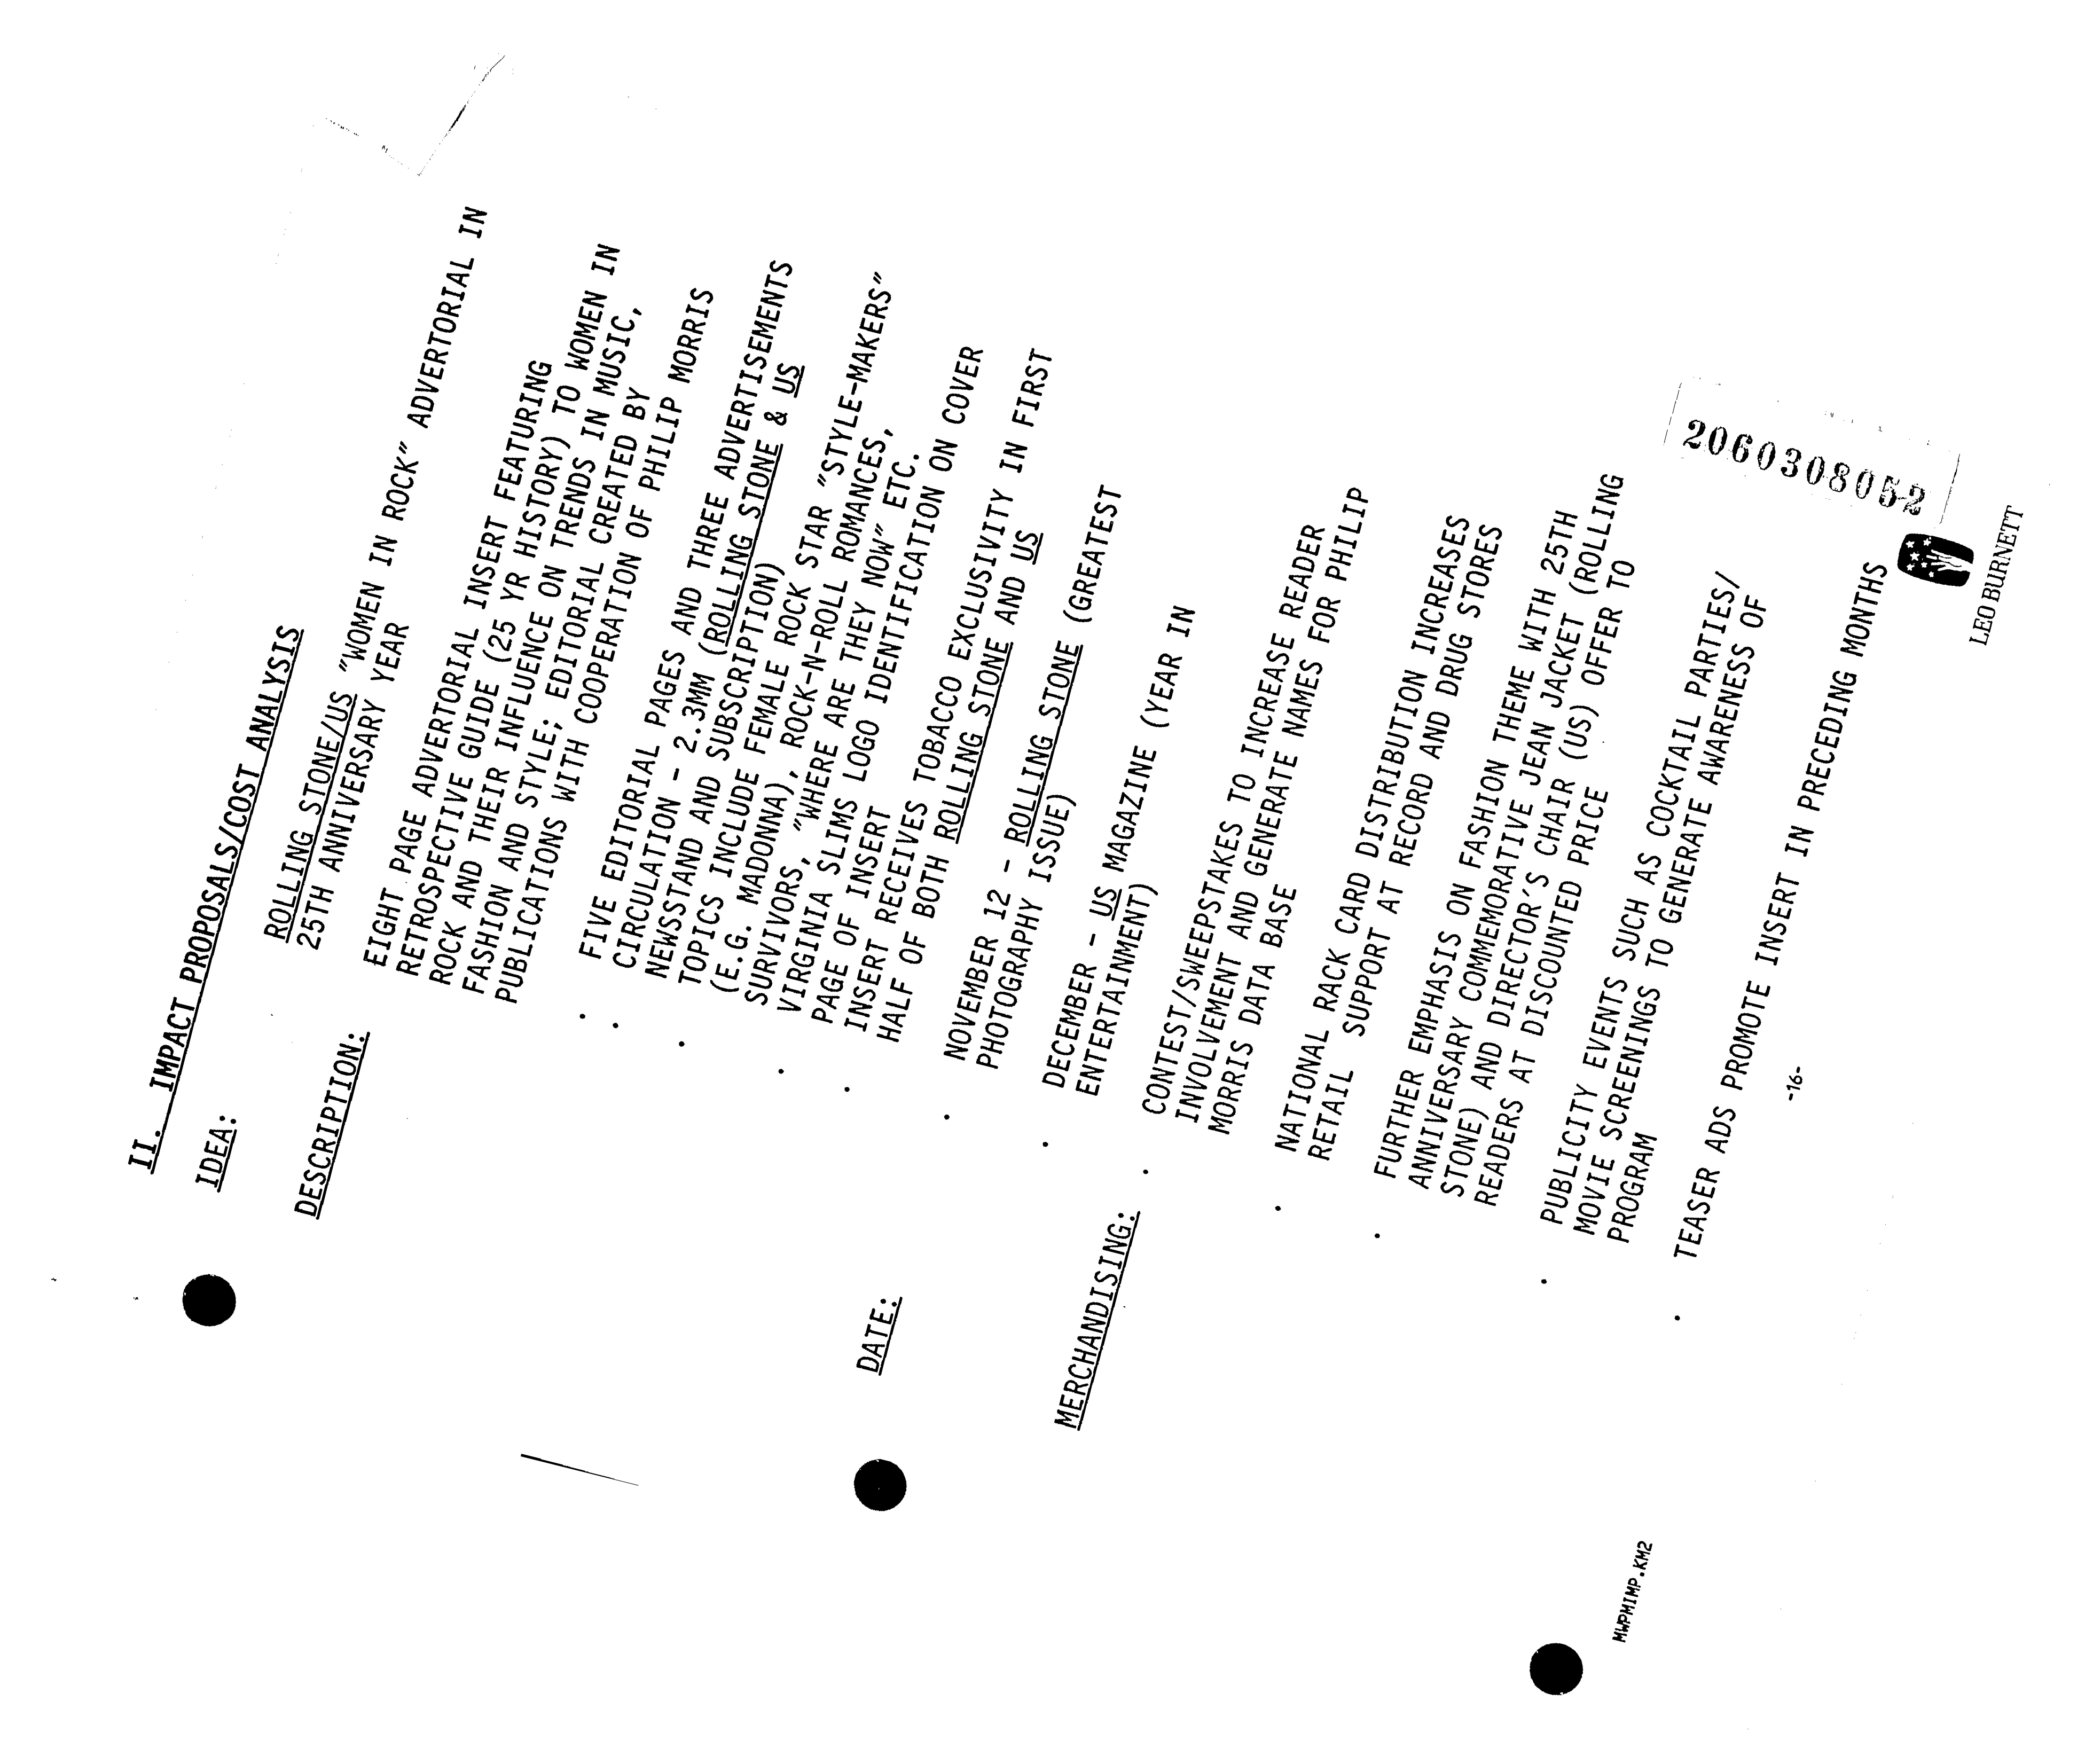 II. IMPACT PROPOSALS/COST ANALYSIS
IDEA: ROLLING STONE/US "WOMEN IN ROCK" ADVERTORIAL IN
25TH ANNIVERSARY YEAR
DESCRIPTION: EIGHT PAGE ADVERTORIAL INSERT FEATURING
RETROSPECTIVE GUIDE (25 YR HISTORY) TO WOMEN IN
ROCK AND THEIR INFLUENCE ON TRENDS IN MUSIC,
FASHION AND STYLE; EDITORIAL CREATED BY
PUBLICATIONS WITH COOPERATION OF PHILIP MORRIS
. FIVE EDITORIAL PAGES AND THREE ADVERTISEMENTS
. CIRCULATION - 2.3MM (ROLLING STONE & US
NEWSSTAND AND SUBSCRIPTION)
. TOPICS INCLUDE FEMALE ROCK STAR "STYLE-MAKERS"
(E.G. MADONNA), ROCK-N-ROLL ROMANCES,
SURVIVORS, "WHERE ARE THEY NOW" ETC.
. VIRGINIA SLIMS LOGO IDENTIFICATION ON COVER
PAGE OF INSERT
. INSERT RECEIVES TOBACCO EXCLUSIVITY IN FIRST
HALF OF BOTH ROLLING STONE AND US
DATE: . NOVEMBER 12 - ROLLING STONE (GREATEST
PHOTOGRAPHY ISSUE)
. DECEMBER - US MAGAZINE (YEAR IN
ENTERTAINMENT)
MERCHANDISING: . CONTEST/SWEEPSTAKES TO INCREASE READER
INVOLVEMENT AND GENERATE NAMES FOR PHILIP
MORRIS DATA BASE
. NATIONAL RACK CARD DISTRIBUTION INCREASES
RETAIL SUPPORT AT RECORD AND DRUG STORES
. FURTHER EMPHASIS ON FASHION THEME WITH 25TH
ANNIVERSARY COMMEMORATIVE JEAN JACKET (ROLLING
STONE) AND DIRECTOR'S CHAIR (US) OFFER TO
READERS AT DISCOUNTED PRICE
. PUBLICITY EVENTS SUCH AS COCKTAIL PARTIES/
MOVIE SCREENINGS TO GENERATE AWARENESS OF
PROGRAM
. TEASER ADS PROMOTE INSERT IN PRECEDING MONTHS
MWPMIMP.KM2
-16-
LEO BURNETT
2060308052